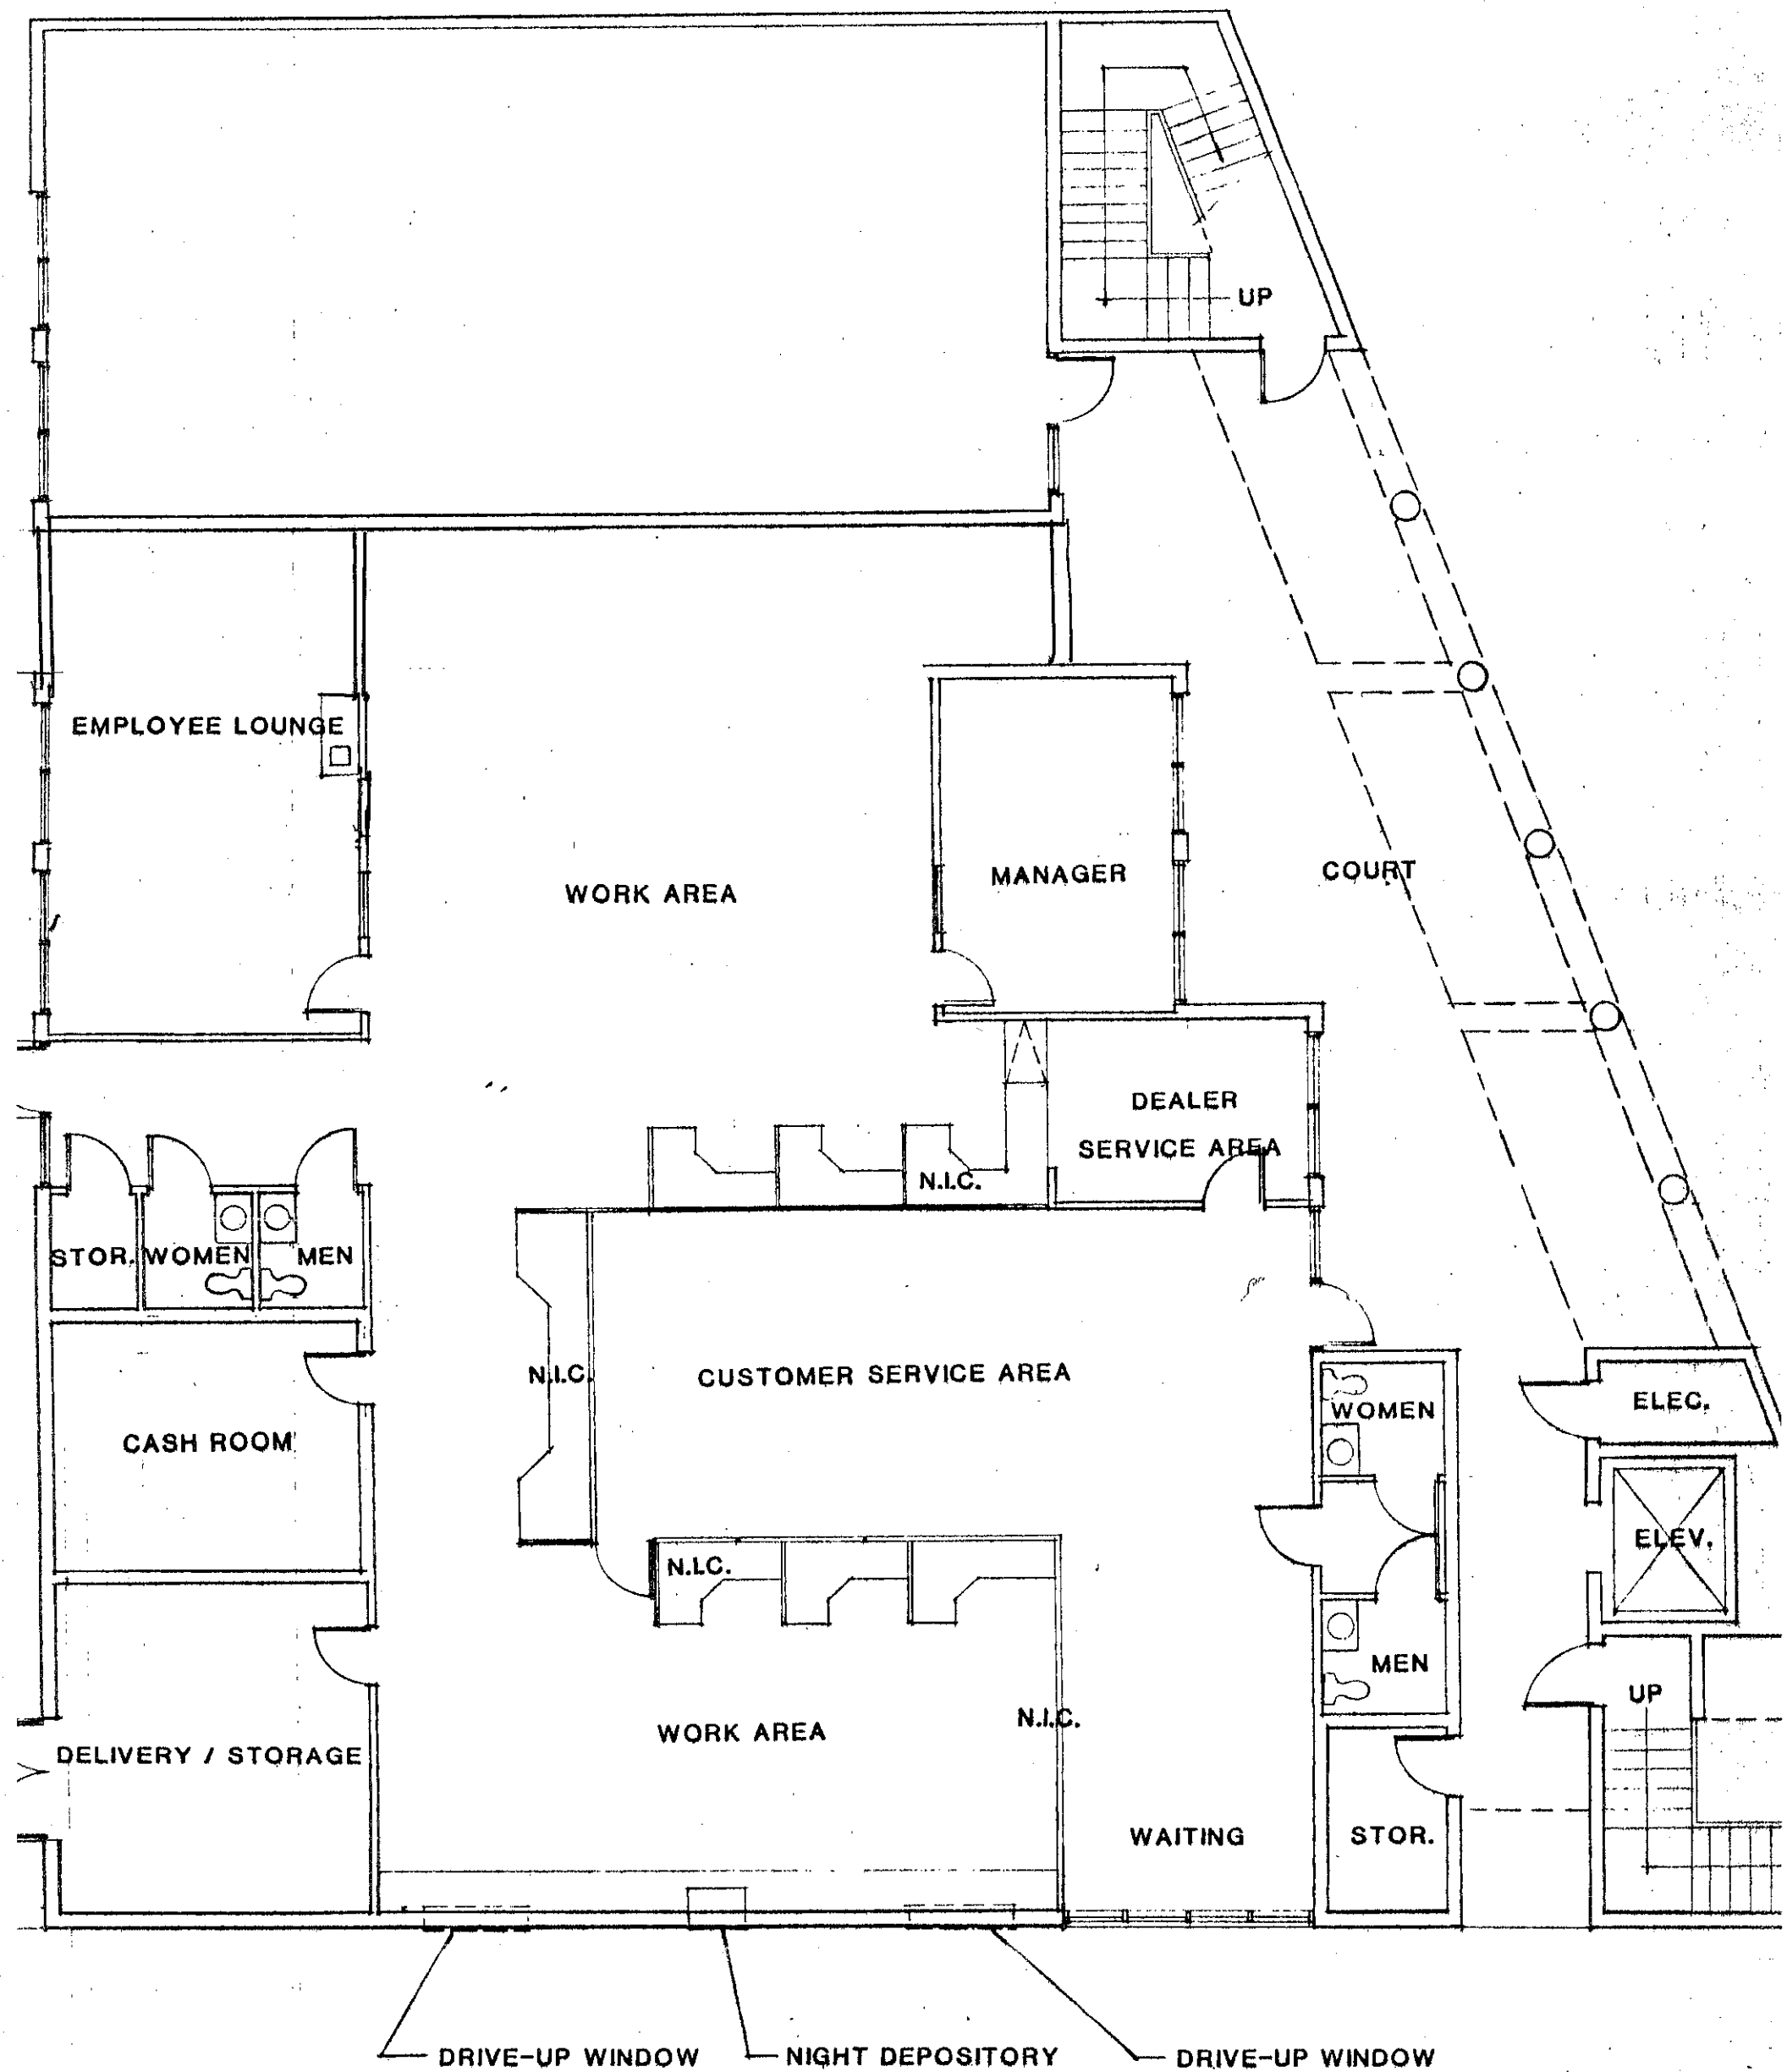 UP
EMPLOYEE LOUNGE
WORK AREA
MANAGER
COURT
DEALER
SERVICE AREA
N.I.C.
STOR.
WOMEN
MEN
N.I.C.
CUSTOMER SERVICE AREA
WOMEN
ELEC.
CASH ROOM
N.I.C.
ELEV.
MEN
UP
DELIVERY / STORAGE
WORK AREA
N.I.C.
WAITING
STOR.
DRIVE-UP WINDOW
NIGHT DEPOSITORY
DRIVE-UP WINDOW